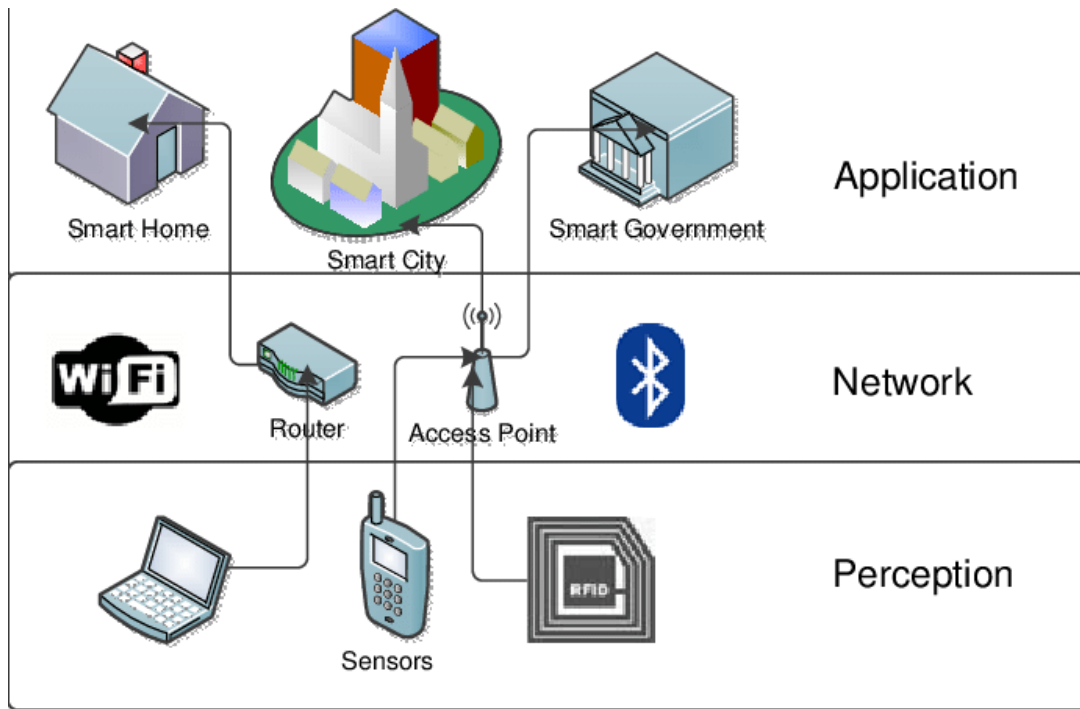 Smart Home
Smart City
Smart Government
Application
WiFi
Router
Access Point
Network
RFID
Sensors
Perception